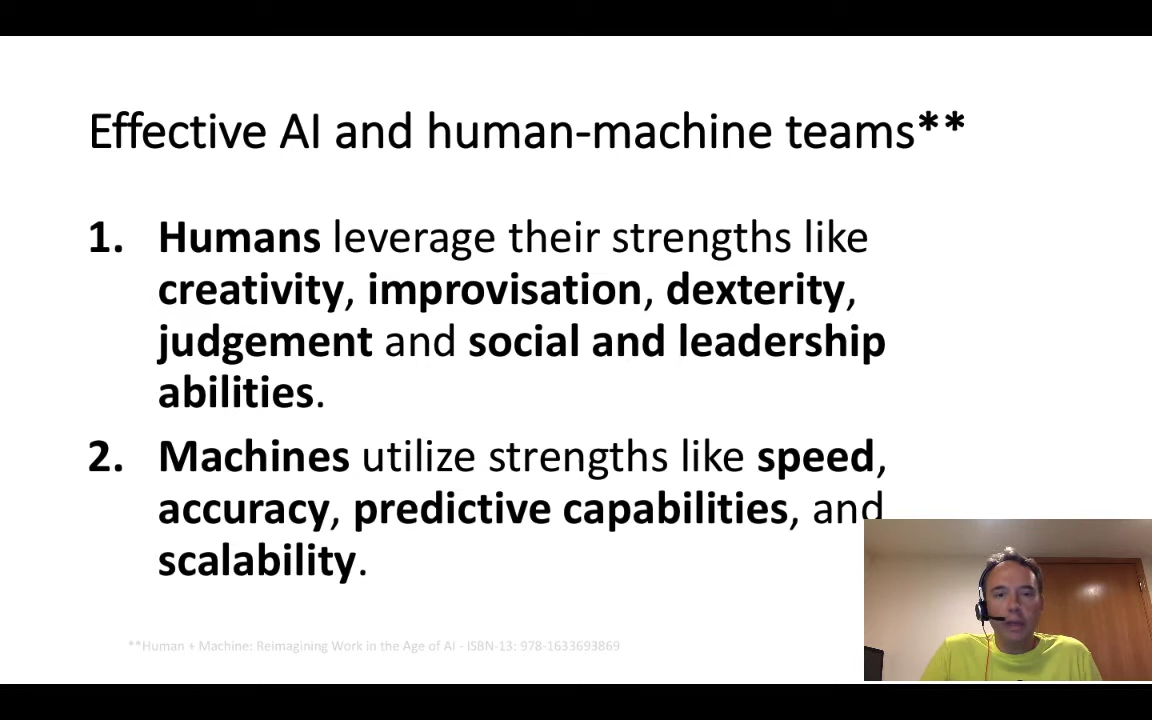 Effective AI and human-machine teams**
1. Humans leverage their strengths like
creativity, improvisation, dexterity,
judgement and social and leadership
abilities.
2. Machines utilize strengths like speed,
accuracy, predictive capabilities, and
scalability.
**Human + Machine: Reimagining Work in the Age of AI - ISBN-13: 978-1633693869